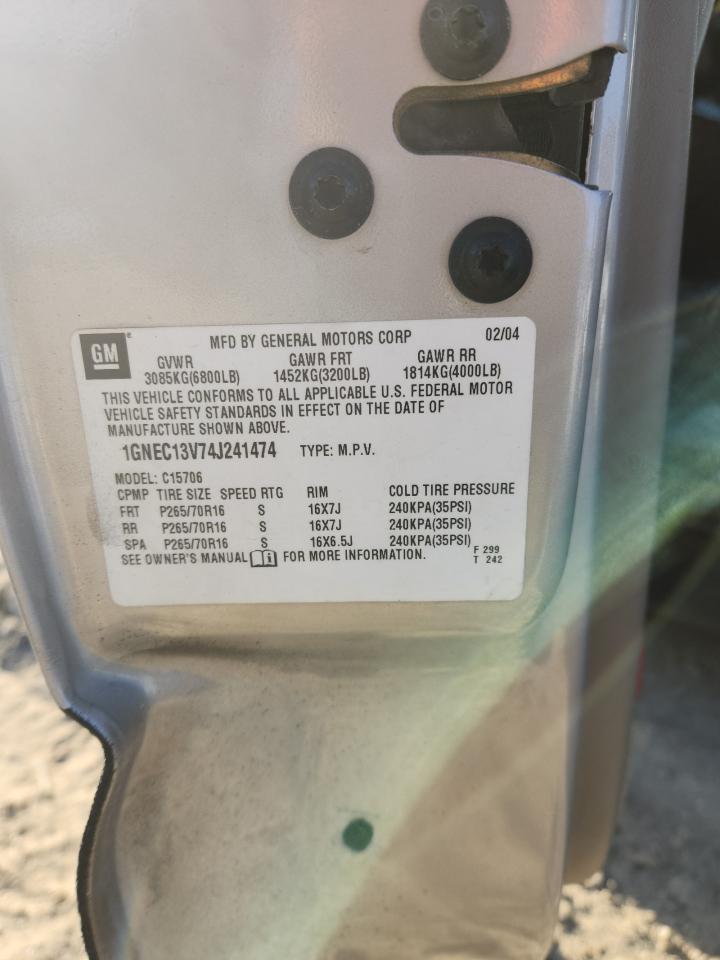 GM ®
MFD BY GENERAL MOTORS CORP 02/04
GVWR GAWR FRT GAWR RR
3085KG(6800LB) 1452KG(3200LB) 1814KG(4000LB)
THIS VEHICLE CONFORMS TO ALL APPLICABLE U.S. FEDERAL MOTOR
VEHICLE SAFETY STANDARDS IN EFFECT ON THE DATE OF
MANUFACTURE SHOWN ABOVE.
1GNEC13V74J241474 TYPE: M.P.V.
MODEL: C15706
CPMP TIRE SIZE SPEED RTG RIM COLD TIRE PRESSURE
FRT P265/70R16 S 16X7J 240KPA(35PSI)
RR P265/70R16 S 16X7J 240KPA(35PSI)
SPA P265/70R16 S 16X6.5J 240KPA(35PSI)
SEE OWNER'S MANUAL i FOR MORE INFORMATION. F 299
T 242